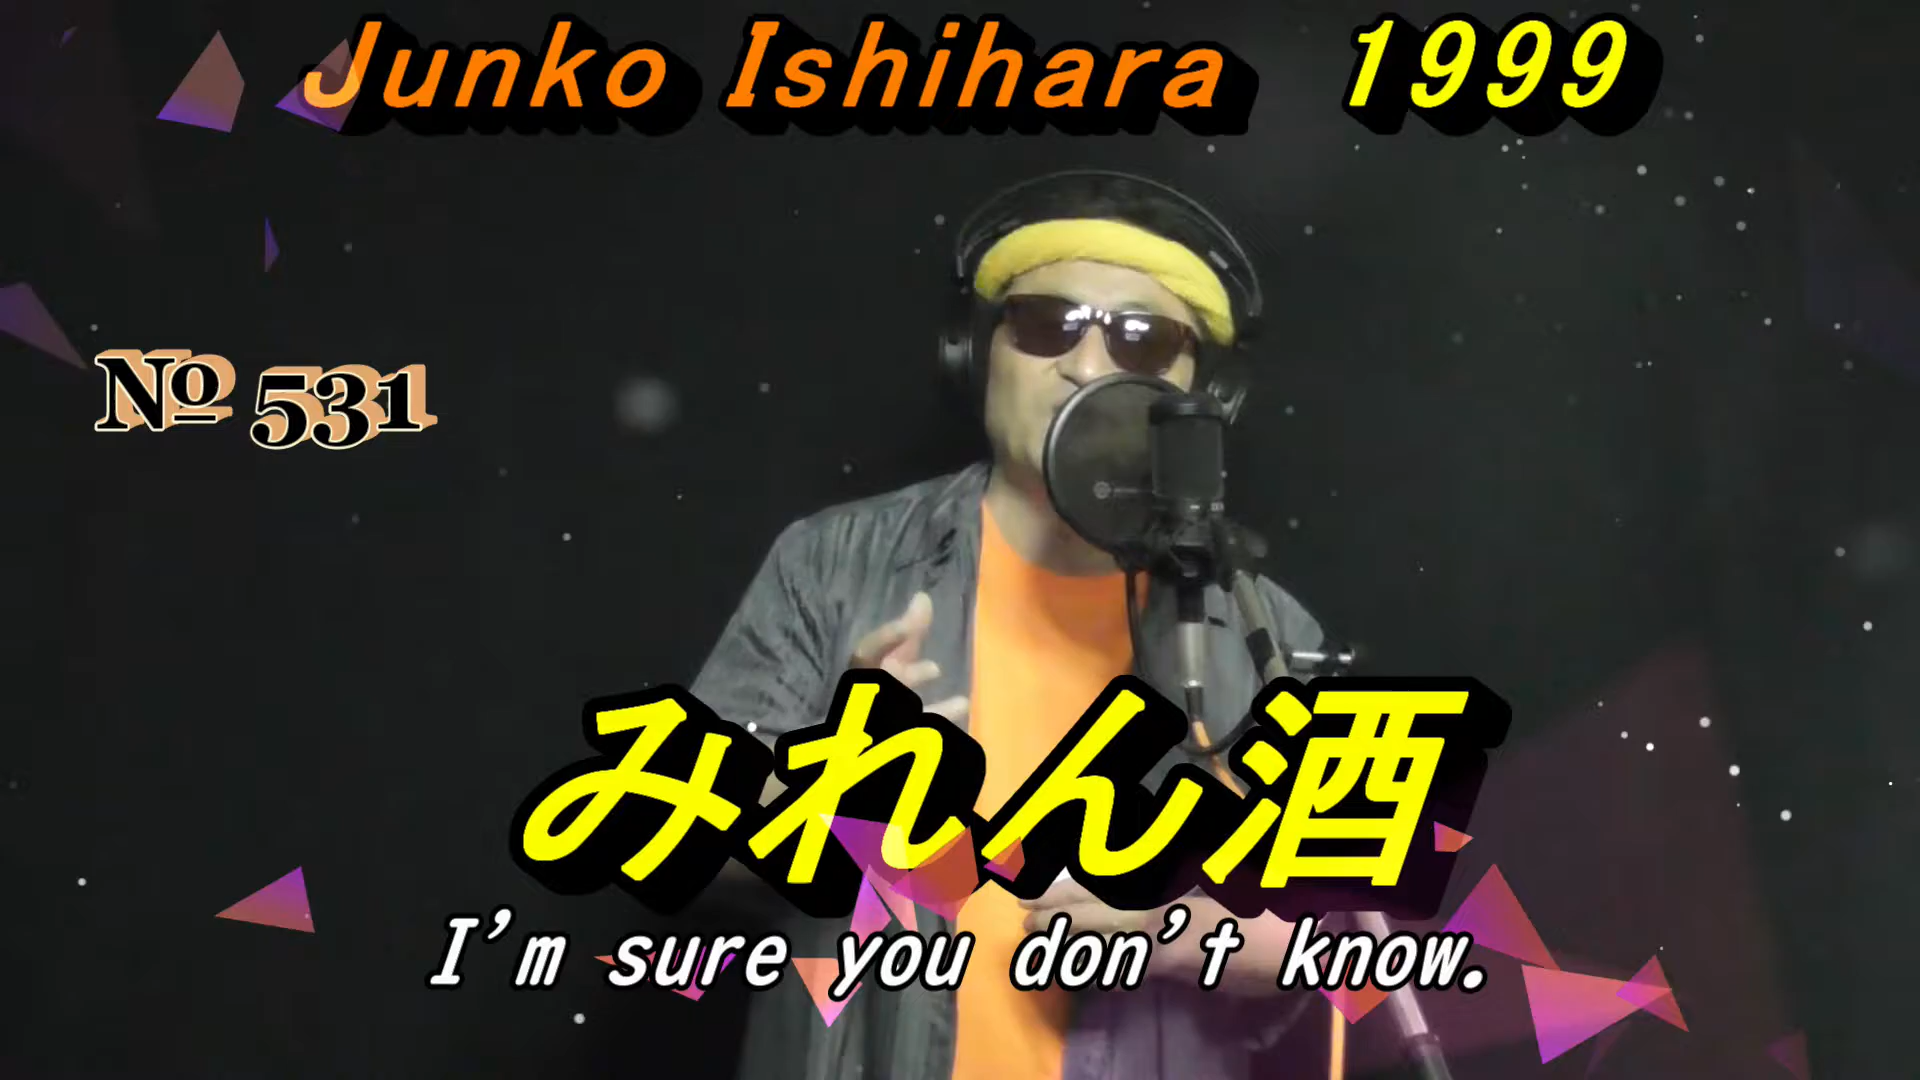 Junko Ishihara 1999
№ 531
みれん酒
I'm sure you don't know.